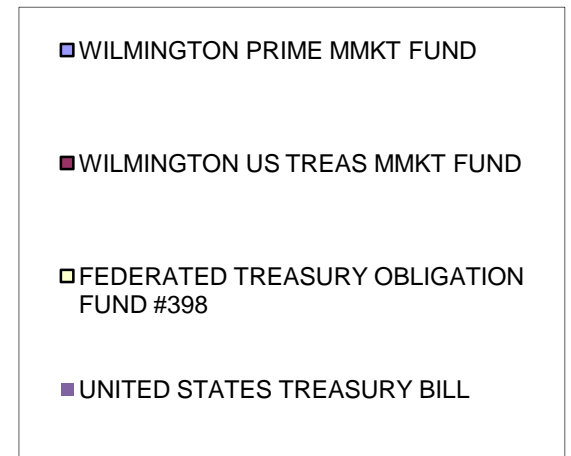 WILMINGTON PRIME MMKT FUND
WILMINGTON US TREAS MMKT FUND
FEDERATED TREASURY OBLIGATION
FUND #398
UNITED STATES TREASURY BILL